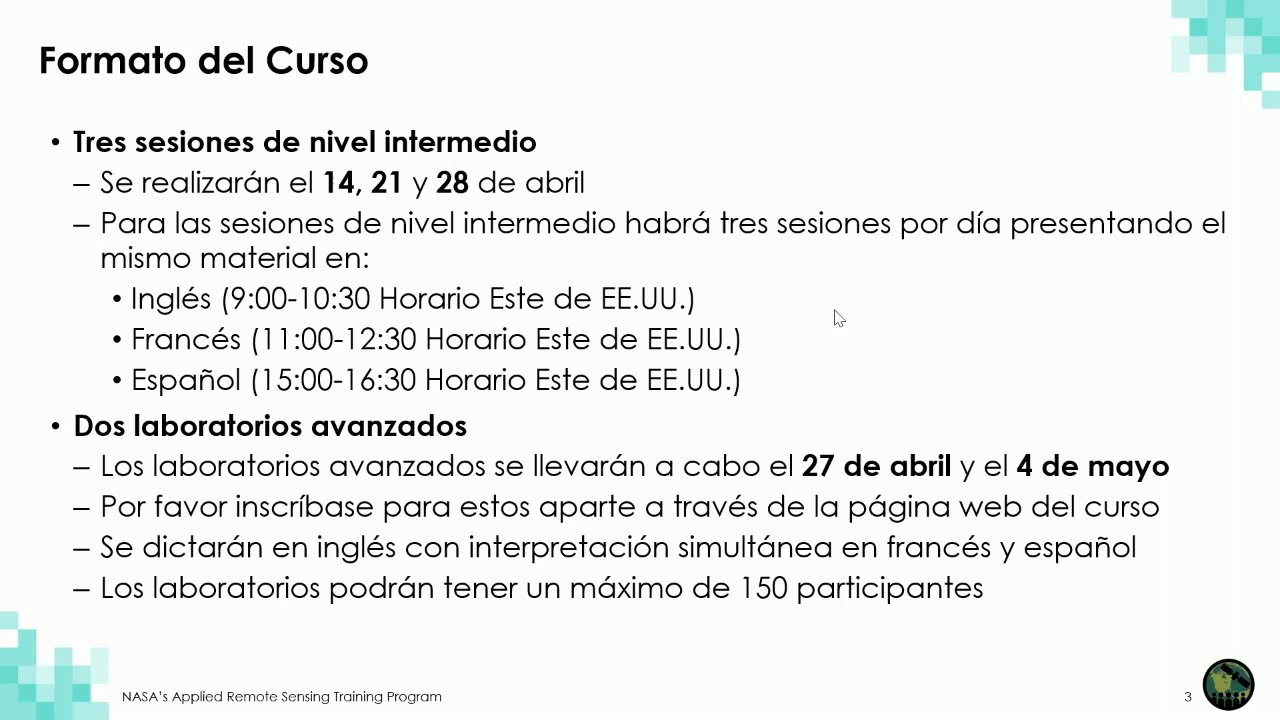 Formato del Curso
• Tres sesiones de nivel intermedio
– Se realizarán el 14, 21 y 28 de abril
– Para las sesiones de nivel intermedio habrá tres sesiones por día presentando el
mismo material en:
• Inglés (9:00-10:30 Horario Este de EE.UU.)
• Francés (11:00-12:30 Horario Este de EE.UU.)
• Español (15:00-16:30 Horario Este de EE.UU.)
• Dos laboratorios avanzados
– Los laboratorios avanzados se llevarán a cabo el 27 de abril y el 4 de mayo
– Por favor inscríbase para estos aparte a través de la página web del curso
– Se dictarán en inglés con interpretación simultánea en francés y español
– Los laboratorios podrán tener un máximo de 150 participantes
NASA's Applied Remote Sensing Training Program
3